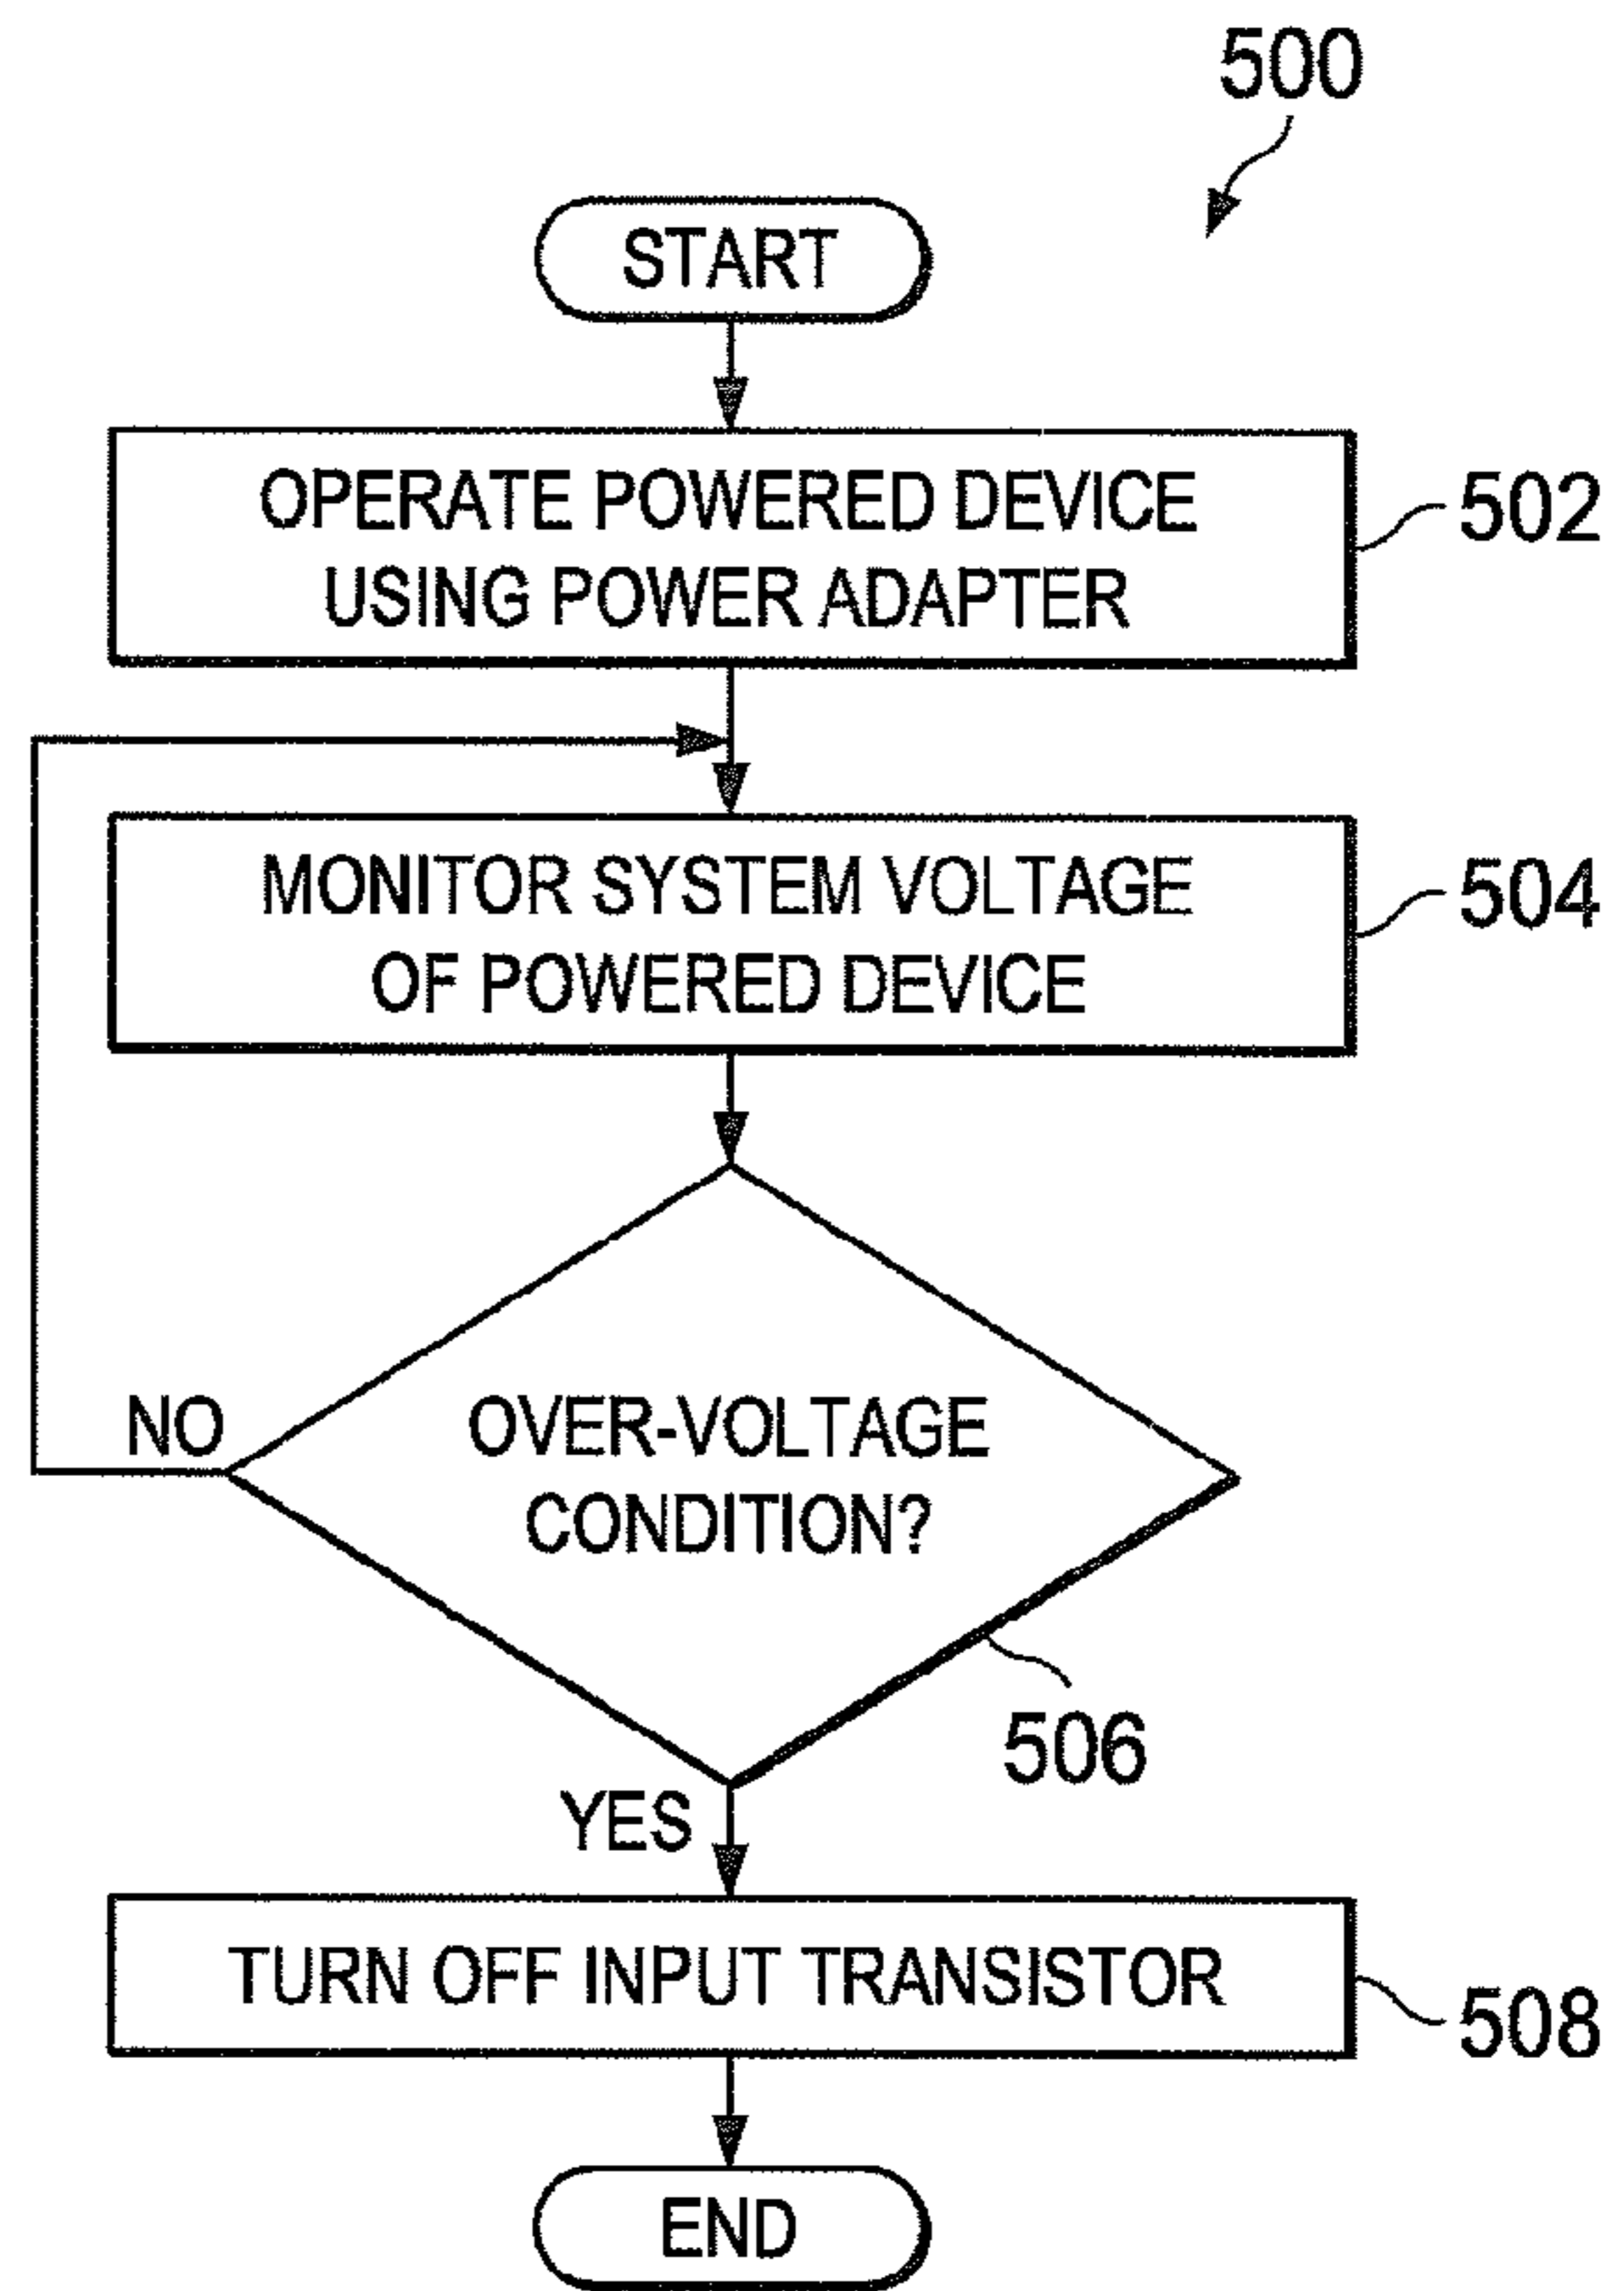 500
START
OPERATE POWERED DEVICE
USING POWER ADAPTER
502
MONITOR SYSTEM VOLTAGE
OF POWERED DEVICE
504
NO
OVER-VOLTAGE
CONDITION?
506
YES
TURN OFF INPUT TRANSISTOR
508
END